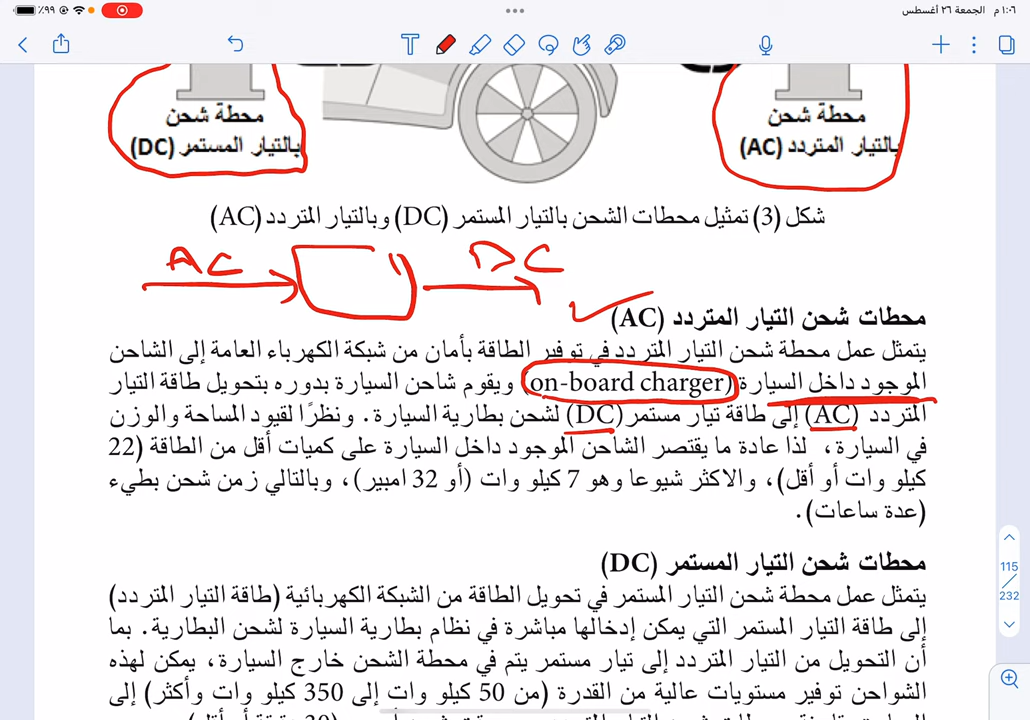 ١:٠٦ م الجمعة ٢٦ أغسطس
٪٩٩
محطة شحن
بالتيار المتردد (AC)
محطة شحن
بالتيار المستمر (DC)
شكل (3) تمثيل محطات الشحن بالتيار المستمر (DC) وبالتيار المتردد (AC)
AC
DC
محطات شحن التيار المتردد (AC)
يتمثل عمل محطة شحن التيار المتردد في توفير الطاقة بأمان من شبكة الكهرباء العامة إلى الشاحن
الموجود داخل السيارة (on-board charger) ويقوم شاحن السيارة بدوره بتحويل طاقة التيار
المتردد (AC) إلى طاقة تيار مستمر (DC) لشحن بطارية السيارة. ونظرًا لقيود المساحة والوزن
في السيارة، لذا عادة ما يقتصر الشاحن الموجود داخل السيارة على كميات أقل من الطاقة (22
كيلو وات أو أقل)، والاكثر شيوعا وهو 7 كيلو وات (أو 32 امبير)، وبالتالي زمن شحن بطيء
(عدة ساعات).
محطات شحن التيار المستمر (DC)
يتمثل عمل محطة شحن التيار المستمر في تحويل الطاقة من الشبكة الكهربائية (طاقة التيار المتردد)
إلى طاقة التيار المستمر التي يمكن إدخالها مباشرة في نظام بطارية السيارة لشحن البطارية. بما
أن التحويل من التيار المتردد إلى تيار مستمر يتم في محطة الشحن خارج السيارة، يمكن لهذه
الشواحن توفير مستويات عالية من القدرة (من 50 كيلو وات إلى 350 كيلو وات وأكثر) إلى
115
232